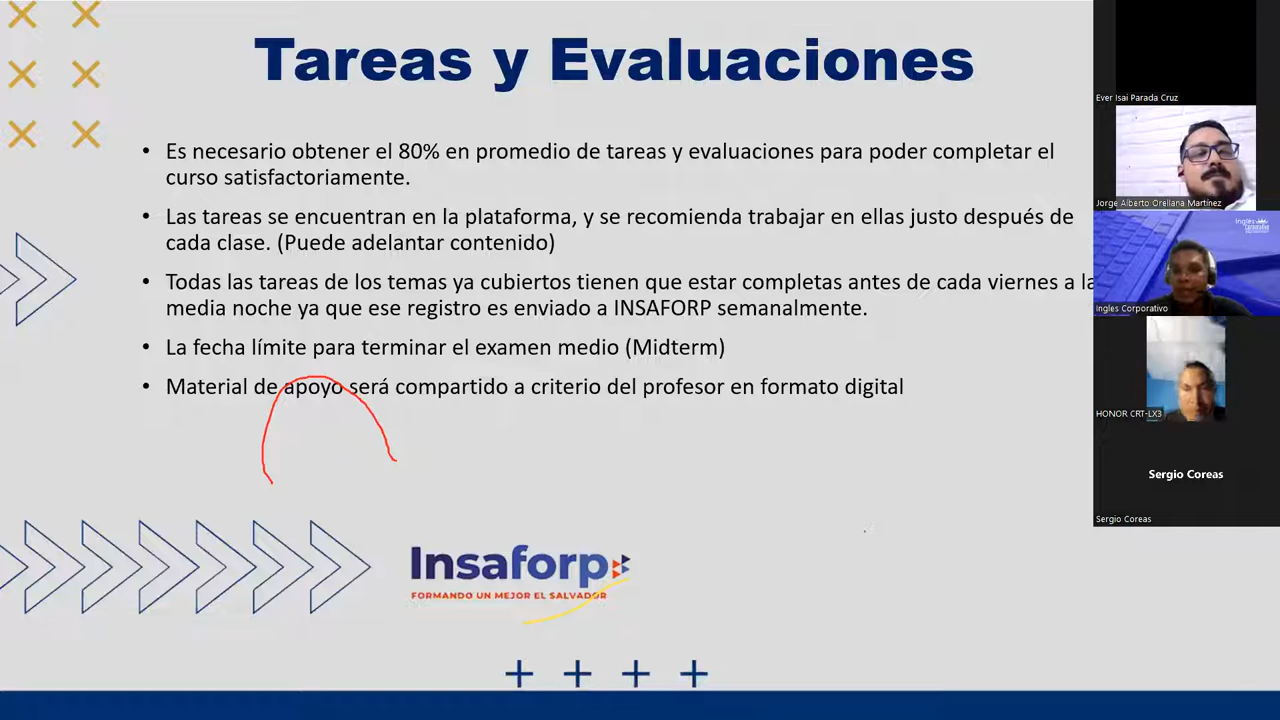 Tareas y Evaluaciones
• Es necesario obtener el 80% en promedio de tareas y evaluaciones para poder completar el
curso satisfactoriamente.
• Las tareas se encuentran en la plataforma, y se recomienda trabajar en ellas justo después de
cada clase. (Puede adelantar contenido)
• Todas las tareas de los temas ya cubiertos tienen que estar completas antes de cada viernes a la
media noche ya que ese registro es enviado a INSAFORP semanalmente.
• La fecha límite para terminar el examen medio (Midterm)
• Material de apoyo será compartido a criterio del profesor en formato digital
Insaforp
FORMANDO UN MEJOR EL SALVADOR
Ever Isai Parada Cruz
Jorge Alberto Orellana Martínez
Inglés
Corporativo
Ingles Corporativo
HONOR CRT-LX3
Sergio Coreas
Sergio Coreas